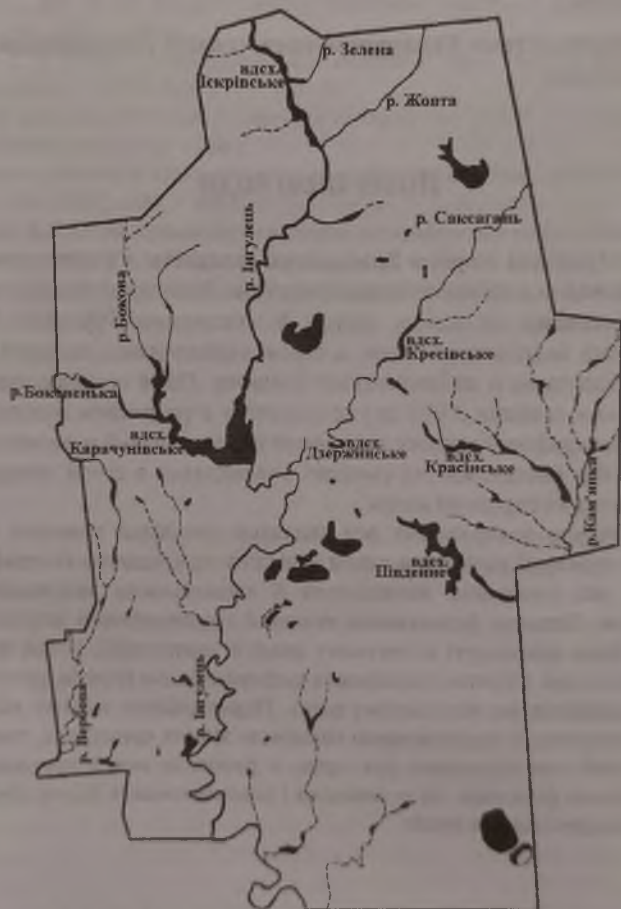 р. Зелена
вдсх.
Іскрівське
р. Жовта
р. Саксагань
р. Інгулець
р.Бокова
І
вдсх.
Кресівське
р.Боковенька
вдсх.
Карачунівське
вдсх.
Дзержинське
вдсх.
Красінське
р.Кам'янка
вдсх.
Південне
р. Інгулець
р. Вербова